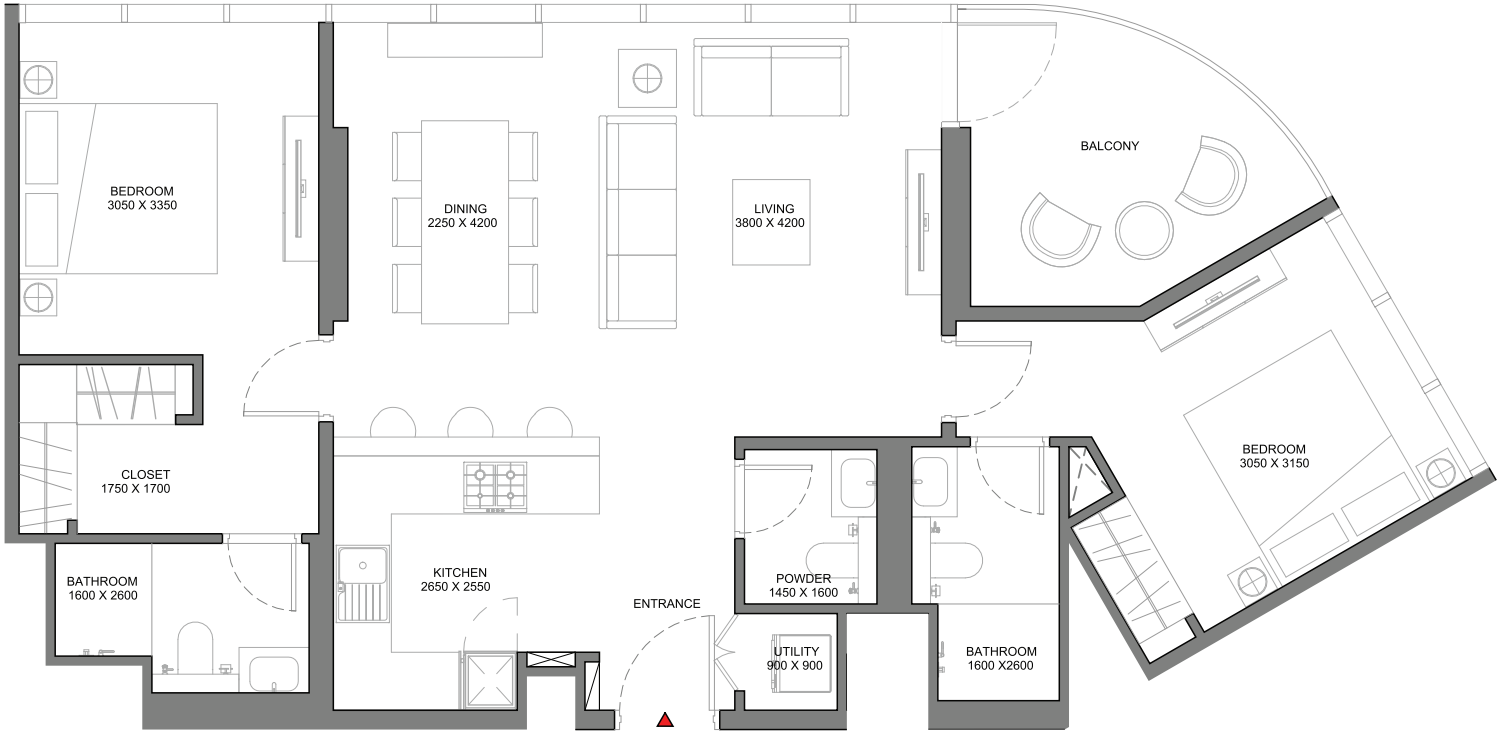 BALCONY
BEDROOM
3050 X 3350
DINING
2250 X 4200
LIVING
3800 X 4200
BEDROOM
3050 X 3150
CLOSET
1750 X 1700
KITCHEN
2650 X 2550
BATHROOM
1600 X 2600
POWDER
1450 X 1600
ENTRANCE
UTILITY
900 X 900
BATHROOM
1600 X2600